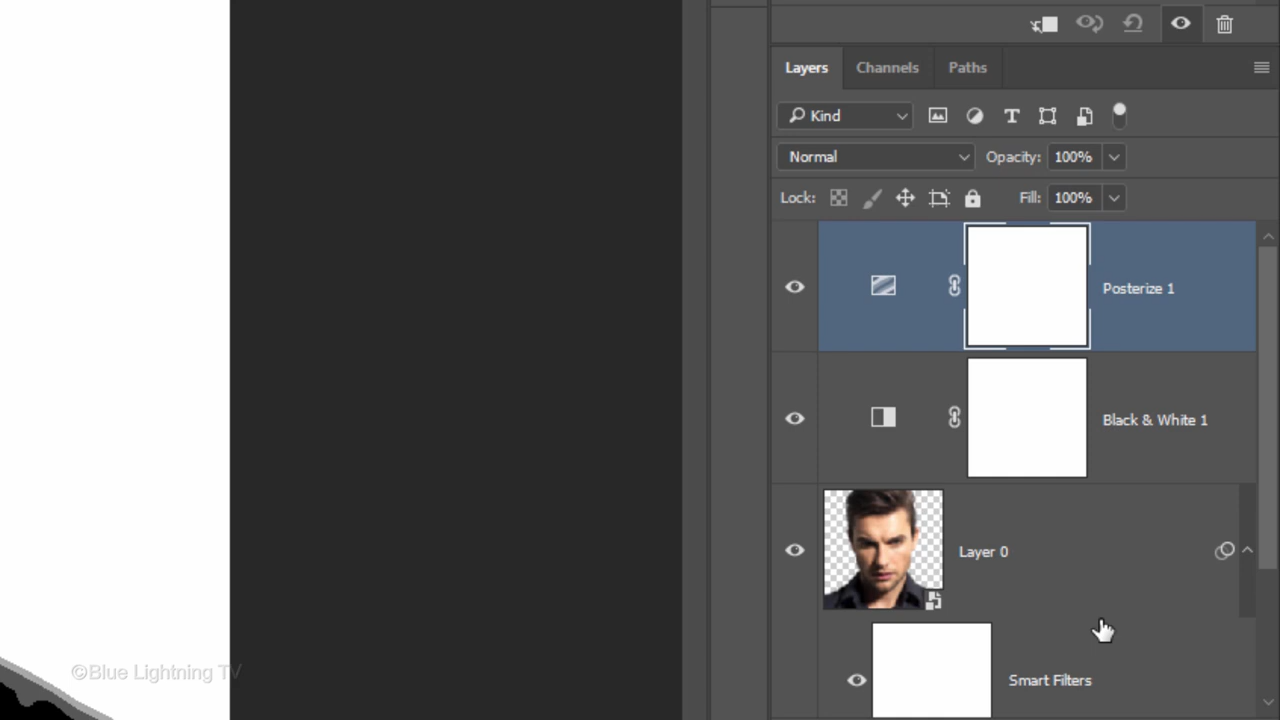 Layers Channels Paths
Kind
Normal Opacity: 100%
Lock: Fill: 100%
Posterize 1
Black & White 1
Layer 0
©Blue Lightning TV
Smart Filters